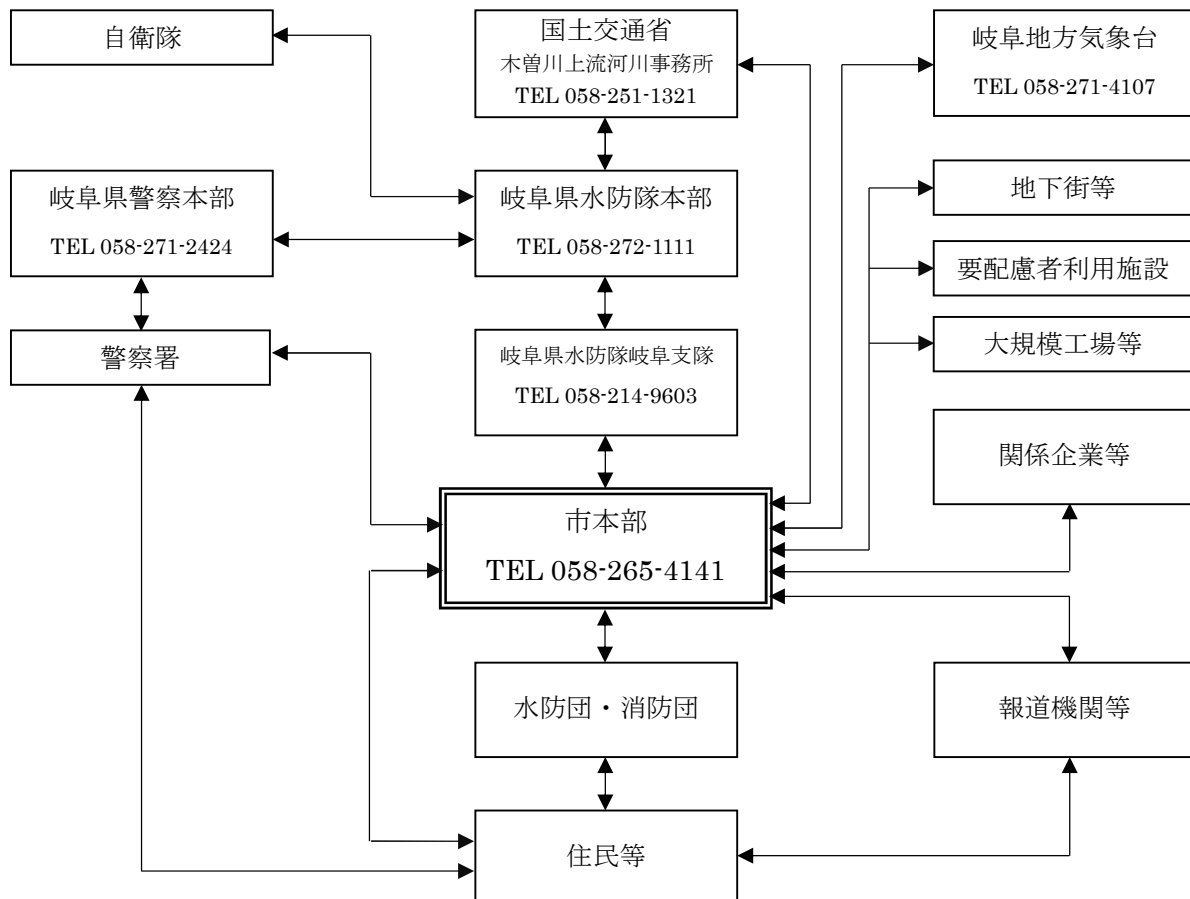 自衛隊
国土交通省
木曽川上流河川事務所
TEL 058-251-1321
岐阜地方気象台
TEL 058-271-4107
岐阜県警察本部
TEL 058-271-2424
岐阜県水防隊本部
TEL 058-272-1111
地下街等
要配慮者利用施設
大規模工場等
警察署
岐阜県水防隊岐阜支隊
TEL 058-214-9603
関係企業等
市本部
TEL 058-265-4141
水防団・消防団
報道機関等
住民等